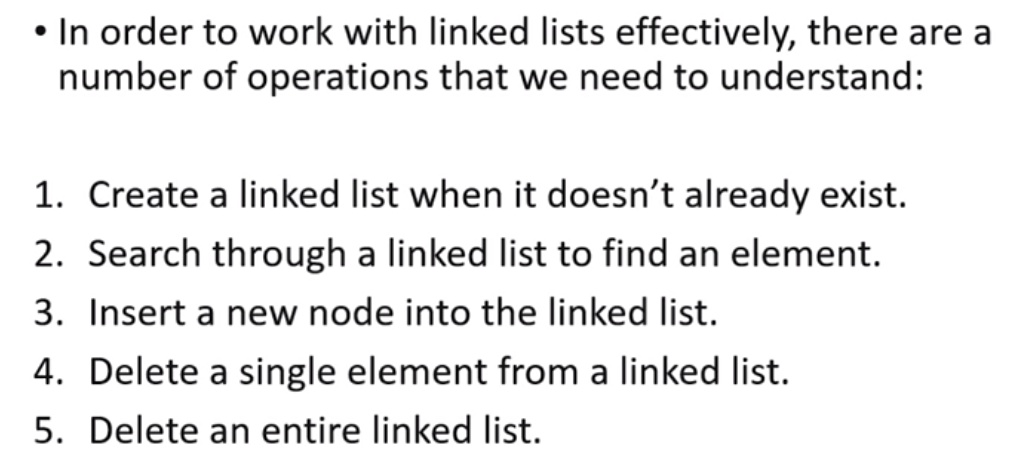 • In order to work with linked lists effectively, there are a
number of operations that we need to understand:
1. Create a linked list when it doesn’t already exist.
2. Search through a linked list to find an element.
3. Insert a new node into the linked list.
4. Delete a single element from a linked list.
5. Delete an entire linked list.